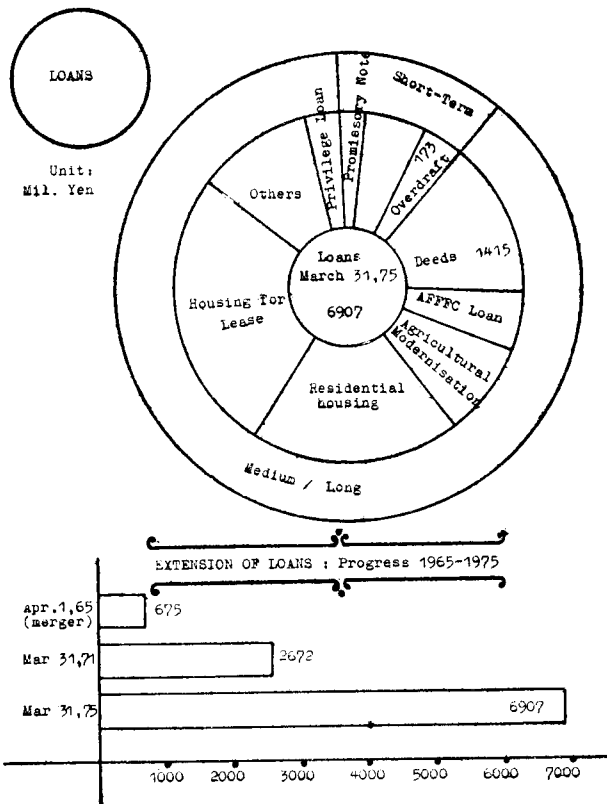 LOANS
Unit:
Mil. Yen
Short-Term
Promissory Note
Privilege Loan
173
Overdraft
Others
Deeds 1415
Loans
March 31,75
6907
AFFFC Loan
Housing for
Lease
Agricultural
Modernisation
Residential
housing
Medium / Long
EXTENSION OF LOANS : Progress 1965-1975
apr.1,65
(merger)
675
Mar 31,71
2672
Mar 31,75
6907
1000 2000 3000 4000 5000 6000 7000